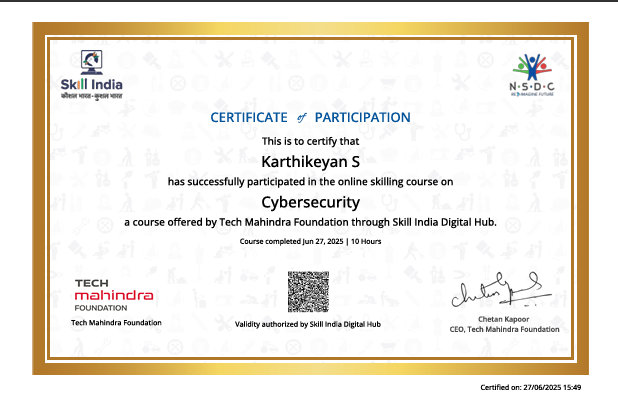 Skill India
कौशल भारत-कुशल भारत
N·S·D·C
RE-IMAGINE FUTURE
CERTIFICATE of PARTICIPATION
This is to certify that
Karthikeyan S
has successfully participated in the online skilling course on
Cybersecurity
a course offered by Tech Mahindra Foundation through Skill India Digital Hub.
Course completed Jun 27, 2025 | 10 Hours
TECH
mahindra
FOUNDATION
Tech Mahindra Foundation
Validity authorized by Skill India Digital Hub
Chetan Kapoor
CEO, Tech Mahindra Foundation
Certified on: 27/06/2025 15:49